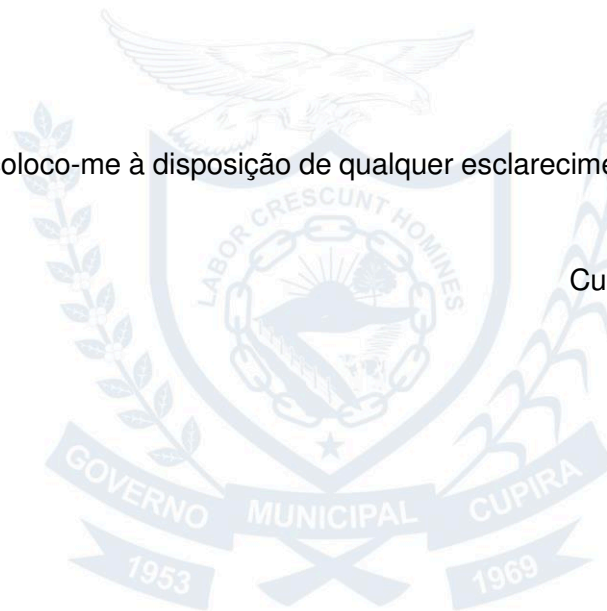 oloco-me à disposição de qualquer esclarecime
Cu
LABOR CRESCUNT HOMINES
GOVERNO MUNICIPAL CUPIRA
1953 1969